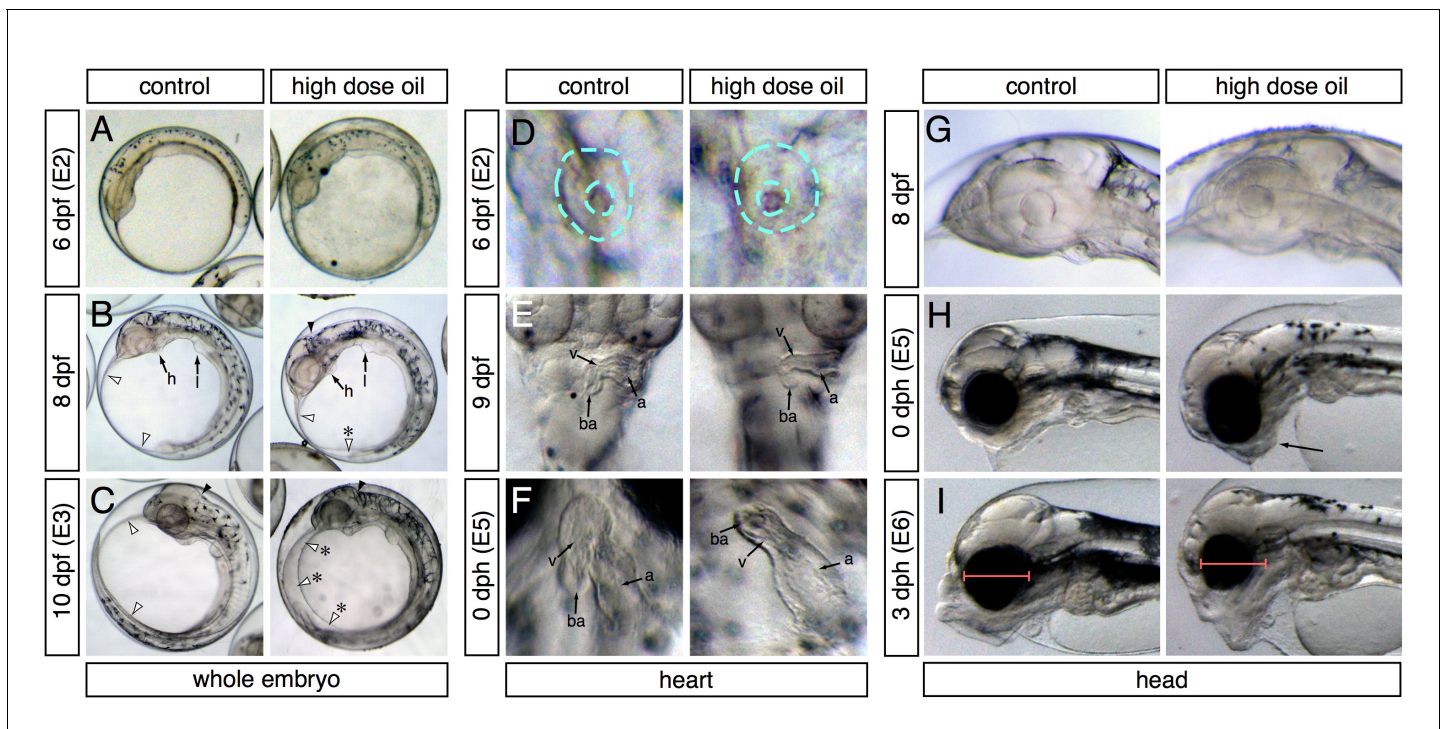 control
high dose oil
control
high dose oil
control
high dose oil
6 dpf (E2)
A
6 dpf (E2)
D
8 dpf
G
8 dpf
B
h
l
h
l
*
9 dpf
E
v
a
ba
v
a
ba
0 dph (E5)
H
10 dpf (E3)
C
*
*
*
0 dph (E5)
F
v
a
ba
ba
v
a
3 dph (E6)
I
whole embryo
heart
head